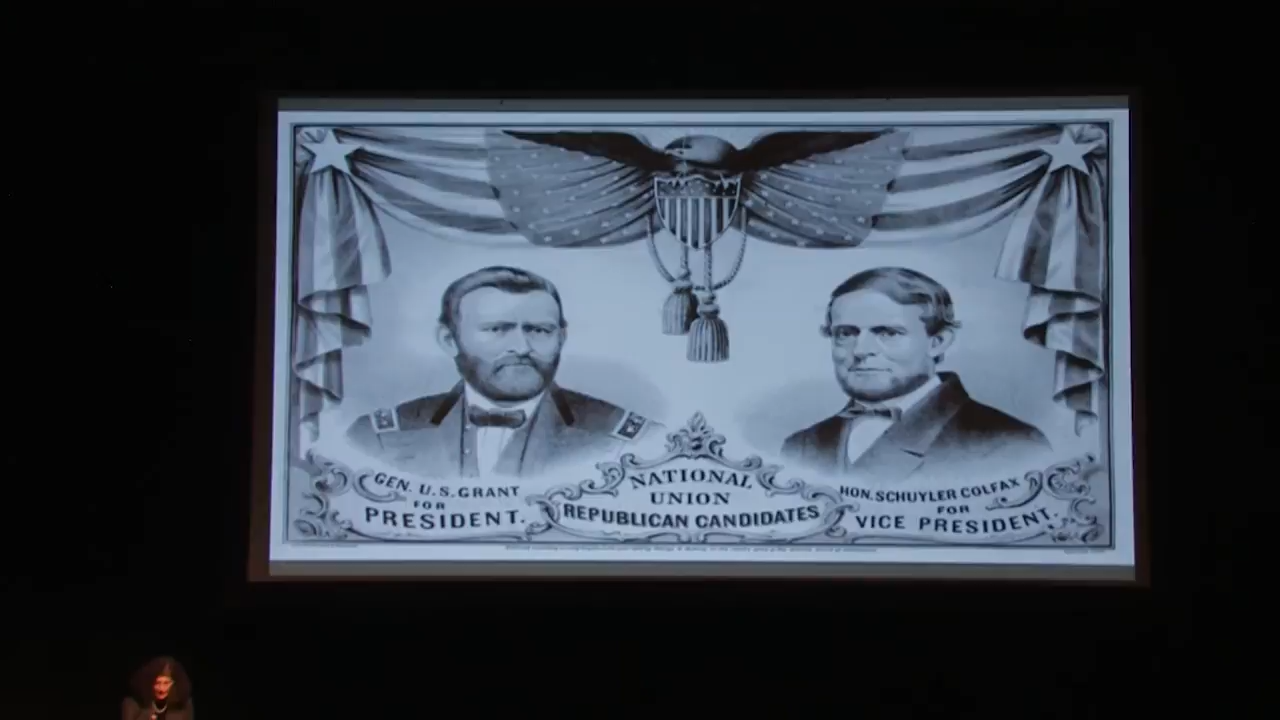 GEN. U.S. GRANT
FOR
PRESIDENT.
NATIONAL
UNION
REPUBLICAN CANDIDATES
HON. SCHUYLER COLFAX
FOR
VICE PRESIDENT.